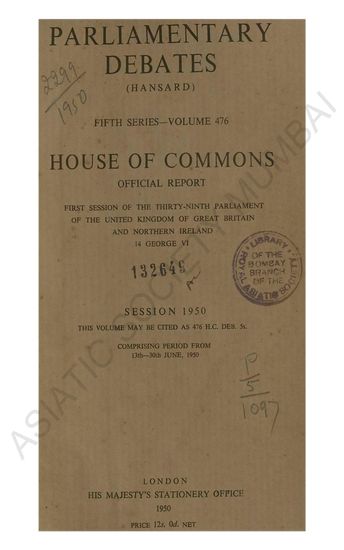 PARLIAMENTARY
DEBATES
(HANSARD)
2299
1950
FIFTH SERIES—VOLUME 476
HOUSE OF COMMONS
OFFICIAL REPORT
FIRST SESSION OF THE THIRTY-NINTH PARLIAMENT
OF THE UNITED KINGDOM OF GREAT BRITAIN
AND NORTHERN IRELAND
14 GEORGE VI
132649
LIBRARY
OF THE
BOMBAY
BRANCH
OF THE
ROYAL ASIATIC SOCIETY
SESSION 1950
THIS VOLUME MAY BE CITED AS 476 H.C. DEB. 5s.
COMPRISING PERIOD FROM
13th—30th JUNE, 1950
P
5
1097
LONDON
HIS MAJESTY'S STATIONERY OFFICE
1950
PRICE 12s. 0d. NET
ASIATIC SOCIETY MUMBAI